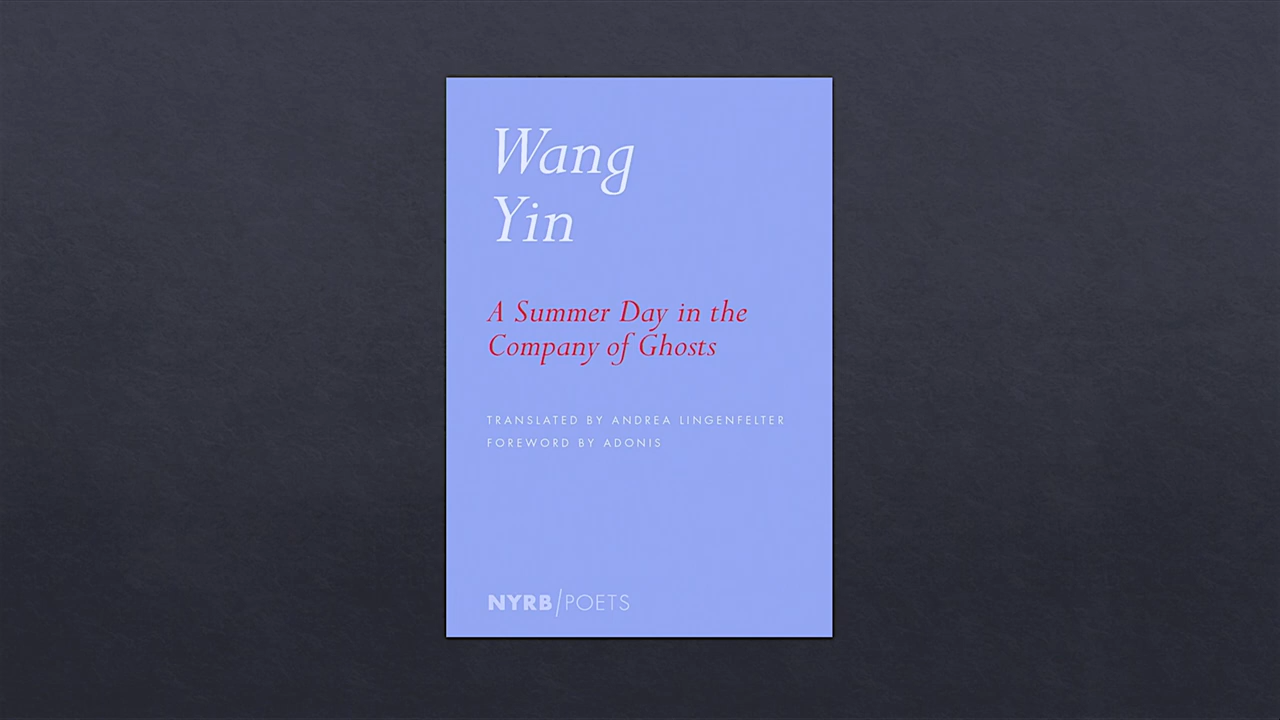 Wang
Yin
A Summer Day in the
Company of Ghosts
TRANSLATED BY ANDREA LINGENFELTER
FOREWORD BY ADONIS
NYRB/POETS